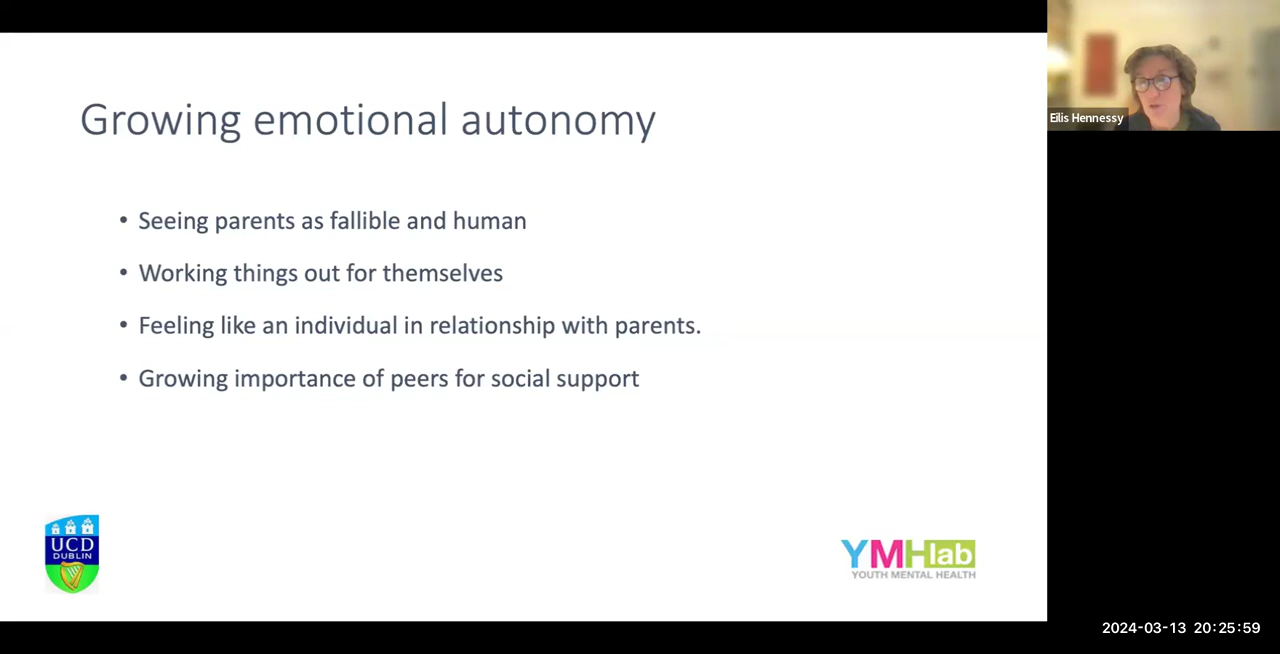 Growing emotional autonomy
• Seeing parents as fallible and human
• Working things out for themselves
• Feeling like an individual in relationship with parents.
• Growing importance of peers for social support
UCD
DUBLIN
YMHlab
YOUTH MENTAL HEALTH
Eilis Hennessy
2024-03-13 20:25:59